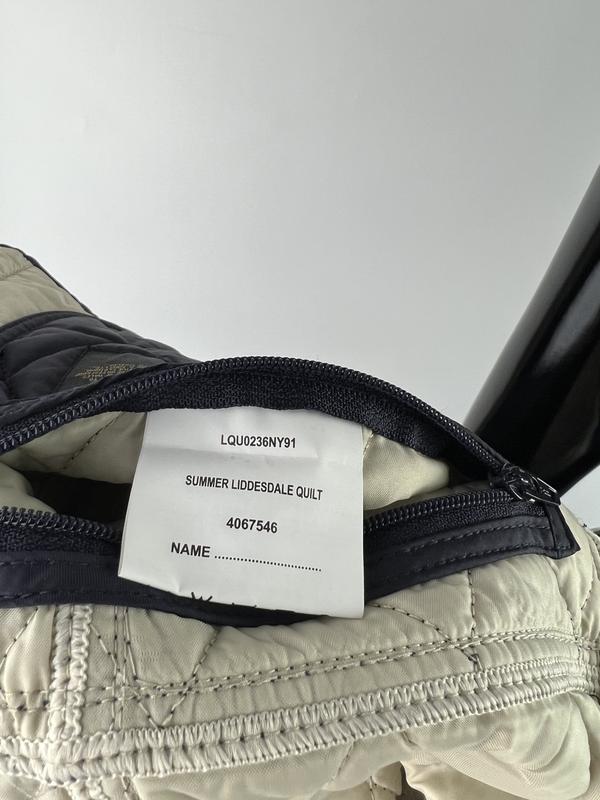 LQU0236NY91
SUMMER LIDDESDALE QUILT
4067546
NAME ..............................